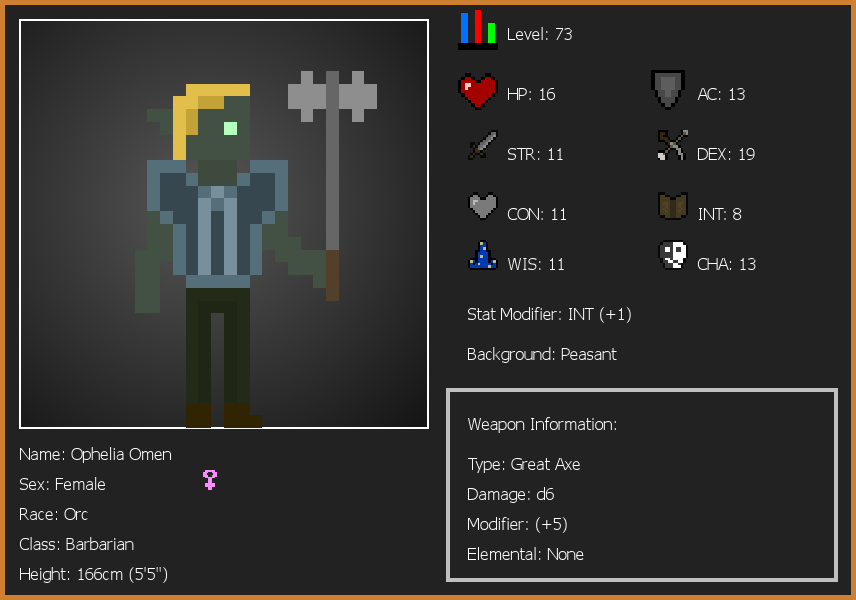 Level: 73
HP: 16
AC: 13
STR: 11
DEX: 19
CON: 11
INT: 8
WIS: 11
CHA: 13
Stat Modifier: INT (+1)
Background: Peasant
Weapon Information:
Type: Great Axe
Damage: d6
Modifier: (+5)
Elemental: None
Name: Ophelia Omen
Sex: Female
Race: Orc
Class: Barbarian
Height: 166cm (5'5")